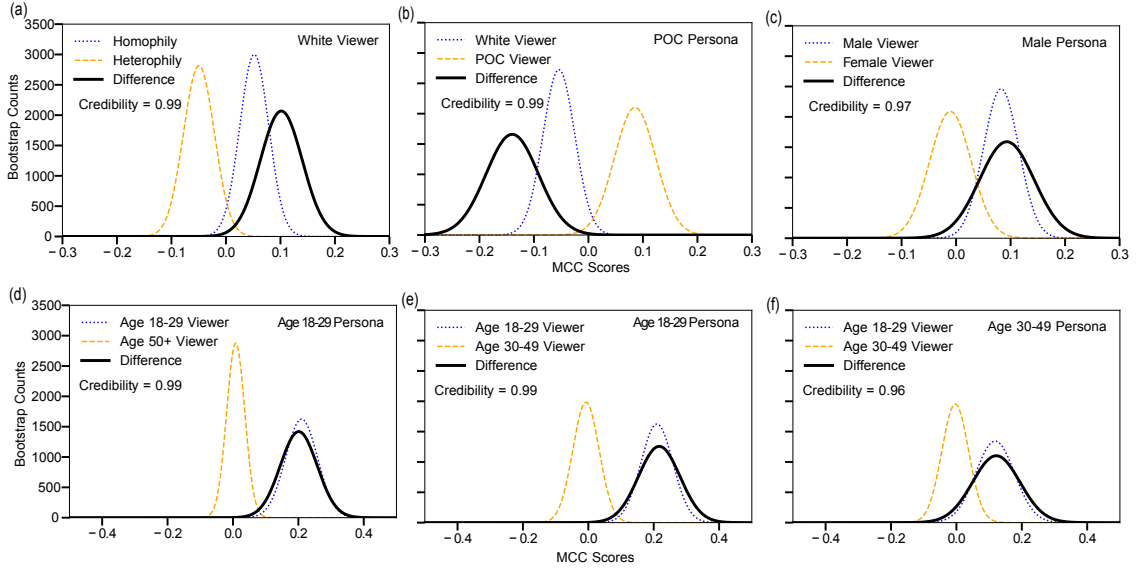 (a)
White Viewer
Homophily
Heterophily
Difference
Credibility = 0.99
Bootstrap Counts
3500
3000
2500
2000
1500
1000
500
0
−0.3 −0.2 −0.1 0.0 0.1 0.2 0.3
(b)
POC Persona
White Viewer
POC Viewer
Difference
Credibility = 0.99
−0.3 −0.2 −0.1 0.0 0.1 0.2 0.3
MCC Scores
(c)
Male Persona
Male Viewer
Female Viewer
Difference
Credibility = 0.97
−0.3 −0.2 −0.1 0.0 0.1 0.2 0.3
(d)
Age 18-29 Persona
Age 18-29 Viewer
Age 50+ Viewer
Difference
Credibility = 0.99
Bootstrap Counts
3500
3000
2500
2000
1500
1000
500
0
−0.4 −0.2 0.0 0.2 0.4
(e)
Age 18-29 Persona
Age 18-29 Viewer
Age 30-49 Viewer
Difference
Credibility = 0.99
−0.4 −0.2 0.0 0.2 0.4
MCC Scores
(f)
Age 30-49 Persona
Age 18-29 Viewer
Age 30-49 Viewer
Difference
Credibility = 0.96
−0.4 −0.2 0.0 0.2 0.4